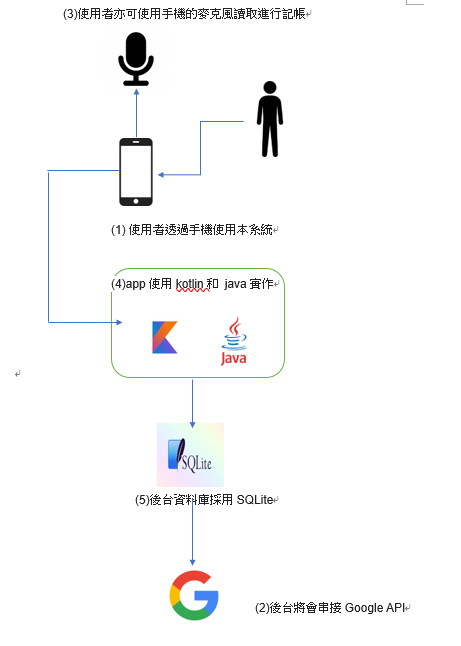 (3)使用者亦可使用手機的麥克風讀取進行記帳
(1) 使用者透過手機使用本系統
(4)app 使用 kotlin 和 java 實作
Java
SQLite
(5)後台資料庫採用 SQLite
(2)後台將會串接 Google API